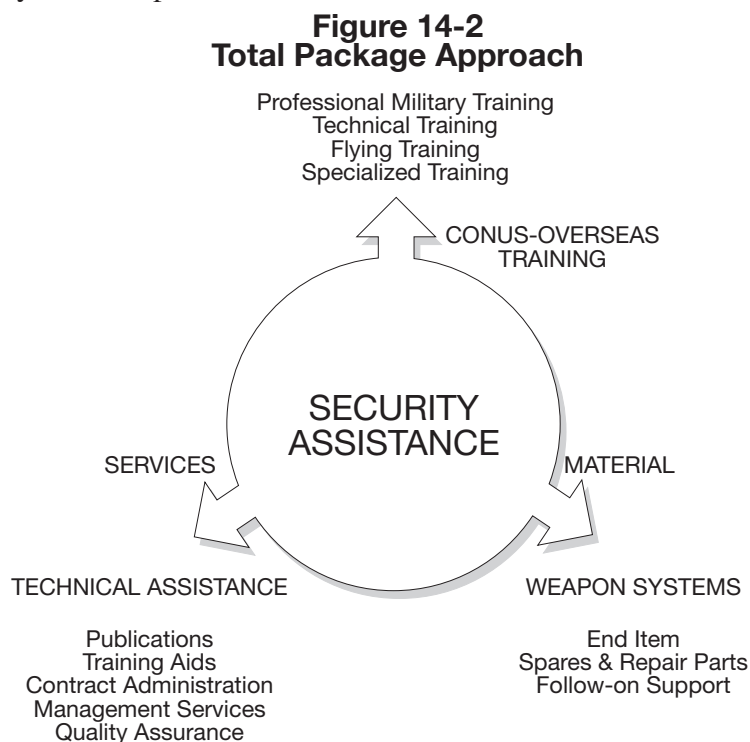 Figure 14-2
Total Package Approach
Professional Military Training
Technical Training
Flying Training
Specialized Training
CONUS-OVERSEAS
TRAINING
SECURITY
ASSISTANCE
SERVICES
MATERIAL
TECHNICAL ASSISTANCE
Publications
Training Aids
Contract Administration
Management Services
Quality Assurance
WEAPON SYSTEMS
End Item
Spares & Repair Parts
Follow-on Support